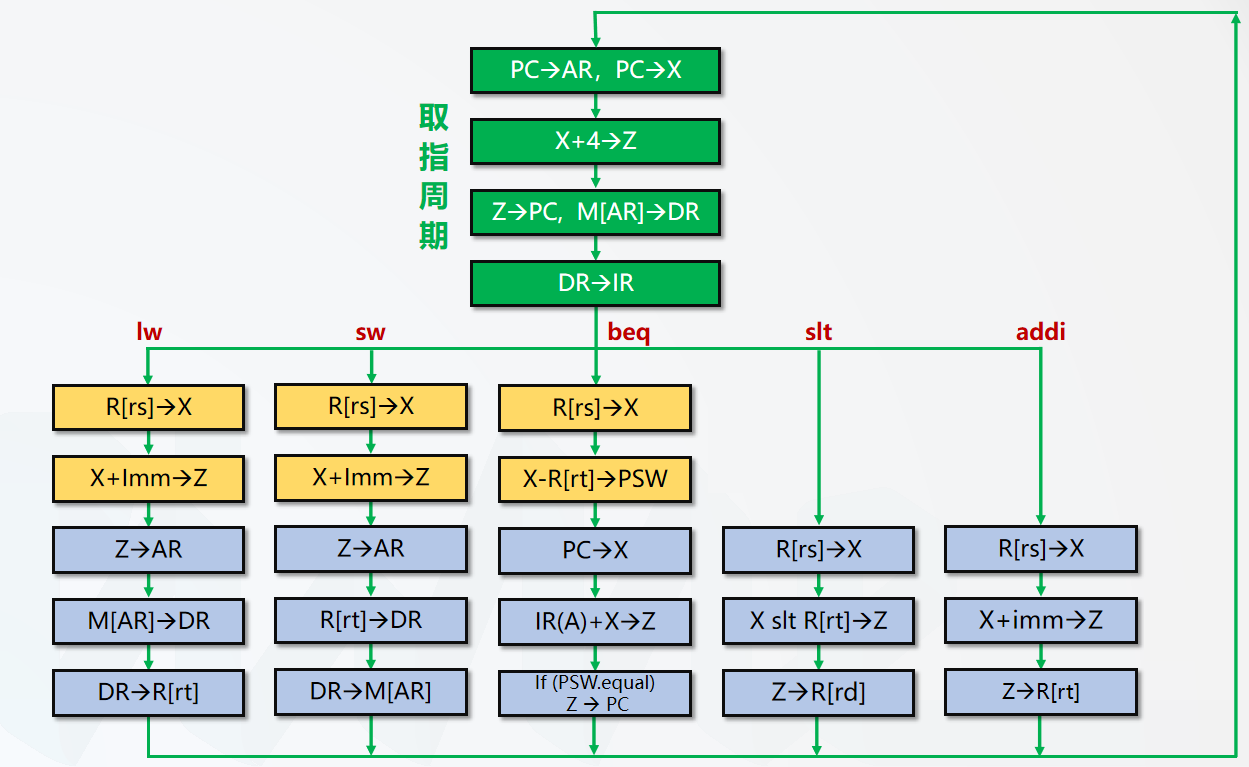 PC→AR, PC→X
取指周期
X+4→Z
Z→PC, M[AR]→DR
DR→IR
lw
sw
beq
slt
addi
R[rs]→X
R[rs]→X
R[rs]→X
X+Imm→Z
X+Imm→Z
X-R[rt]→PSW
Z→AR
Z→AR
PC→X
R[rs]→X
R[rs]→X
M[AR]→DR
R[rt]→DR
IR(A)+X→Z
X slt R[rt]→Z
X+imm→Z
DR→R[rt]
DR→M[AR]
If (PSW.equal)
Z → PC
Z→R[rd]
Z→R[rt]